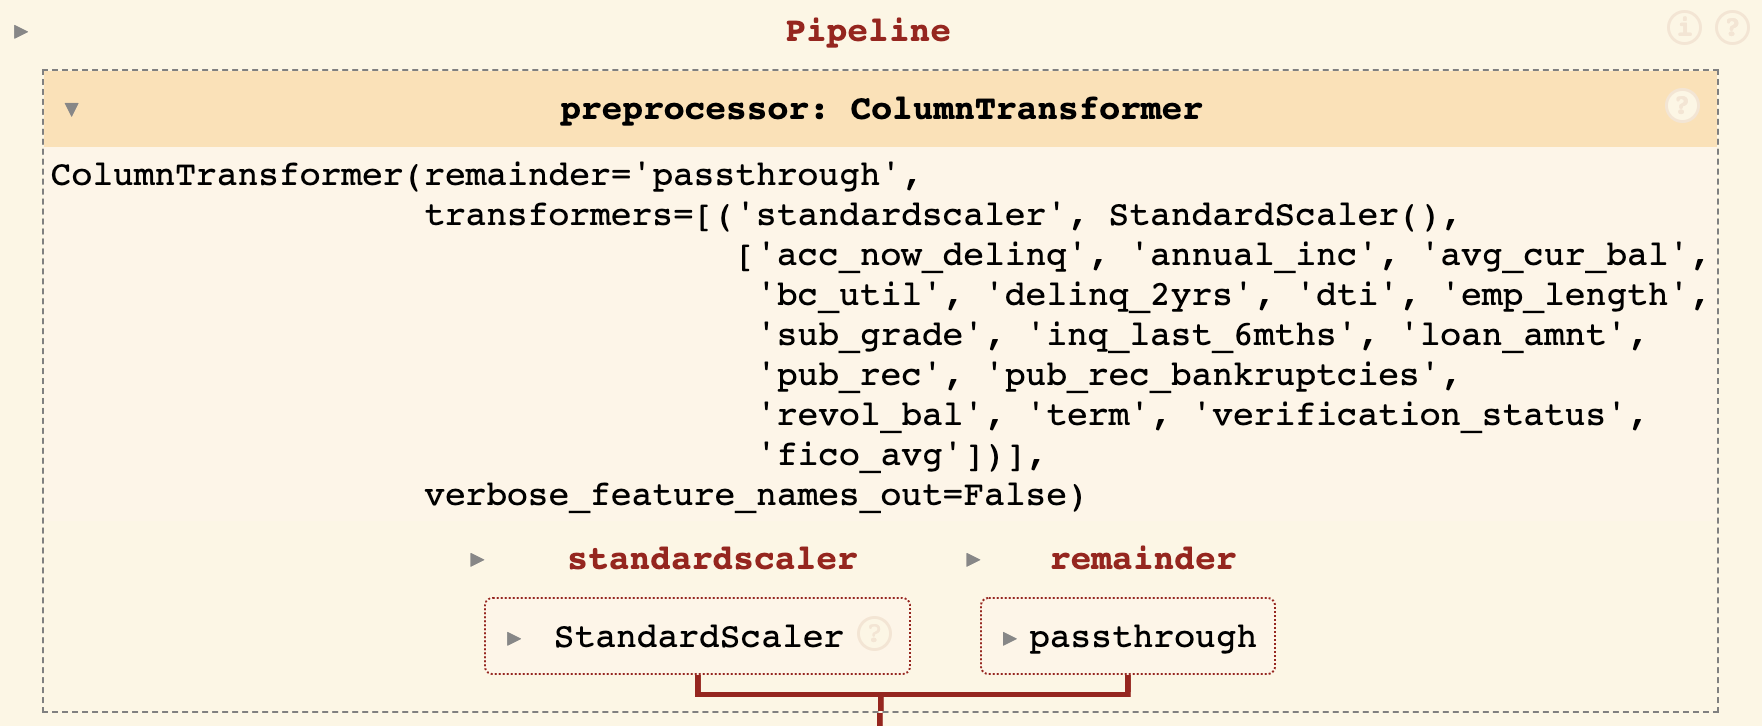 Pipeline
preprocessor: ColumnTransformer
ColumnTransformer(remainder='passthrough',
transformers=[('standardscaler', StandardScaler(),
['acc_now_delinq', 'annual_inc', 'avg_cur_bal',
'bc_util', 'delinq_2yrs', 'dti', 'emp_length',
'sub_grade', 'inq_last_6mths', 'loan_amnt',
'pub_rec', 'pub_rec_bankruptcies',
'revol_bal', 'term', 'verification_status',
'fico_avg'])],
verbose_feature_names_out=False)
standardscaler remainder
StandardScaler ? passthrough